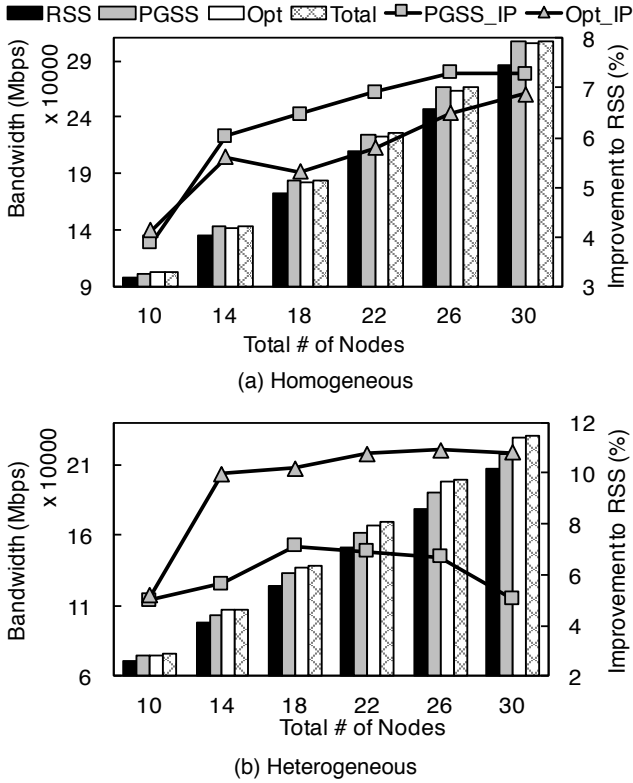 RSS PGSS Opt Total PGSS_IP Opt_IP
Bandwidth (Mbps)
x 10000
29
24
19
14
9
8
7
6
5
4
3
Improvement to RSS (%)
10 14 18 22 26 30
Total # of Nodes
(a) Homogeneous
Bandwidth (Mbps)
x 10000
21
16
11
6
12
10
8
6
4
2
Improvement to RSS (%)
10 14 18 22 26 30
Total # of Nodes
(b) Heterogeneous